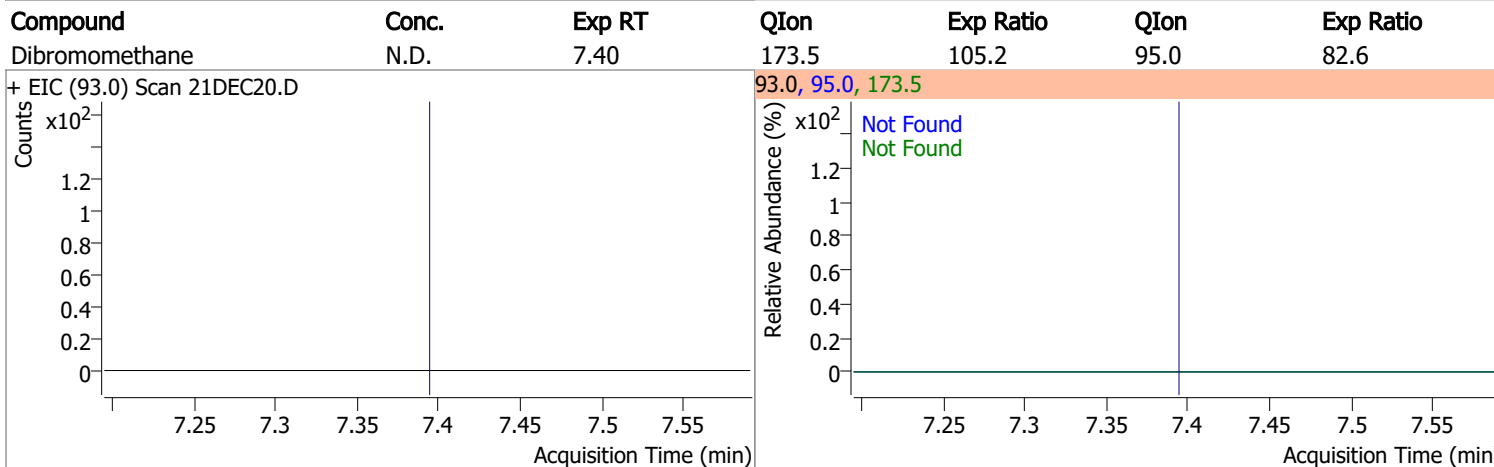 Compound Conc. Exp RT QIon Exp Ratio QIon Exp Ratio
Dibromomethane N.D. 7.40 173.5 105.2 95.0 82.6
+ EIC (93.0) Scan 21DEC20.D
Counts
x10²
1.2
1
0.8
0.6
0.4
0.2
0
7.25 7.3 7.35 7.4 7.45 7.5 7.55
Acquisition Time (min)
93.0, 95.0, 173.5
Relative Abundance (%)
x10²
Not Found
Not Found
1.2
1
0.8
0.6
0.4
0.2
0
7.25 7.3 7.35 7.4 7.45 7.5 7.55
Acquisition Time (min